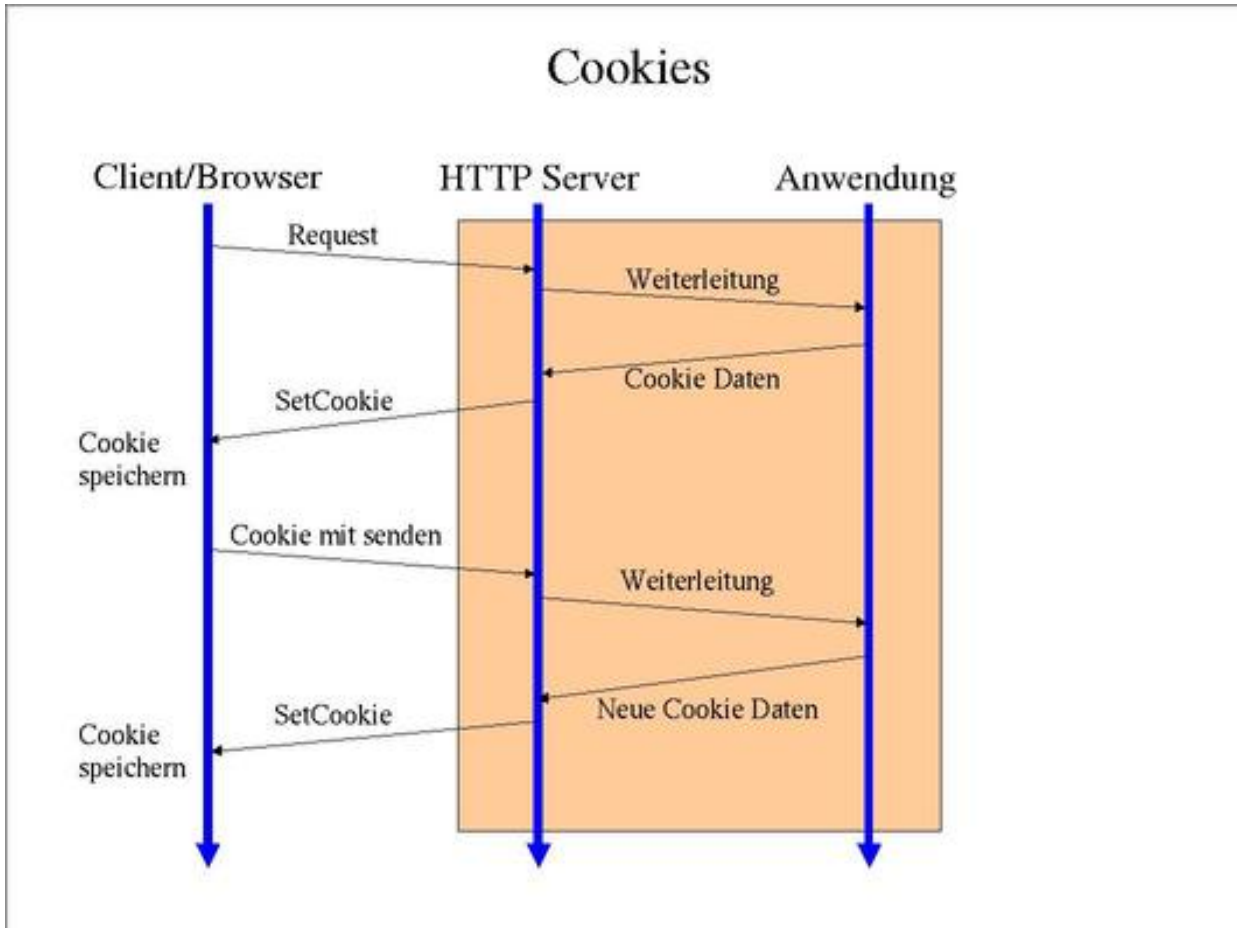 Cookies
Client/Browser
HTTP Server
Anwendung
Request
Weiterleitung
Cookie Daten
SetCookie
Cookie
speichern
Cookie mit senden
Weiterleitung
Neue Cookie Daten
SetCookie
Cookie
speichern